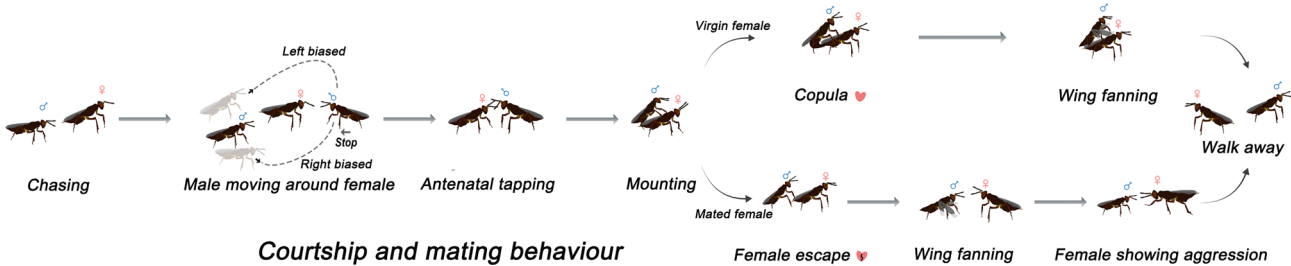 Left biased
Stop
Right biased
Chasing
Male moving around female
Antenatal tapping
Mounting
Virgin female
Copula
Wing fanning
Mated female
Female escape
Wing fanning
Female showing aggression
Walk away
Courtship and mating behaviour